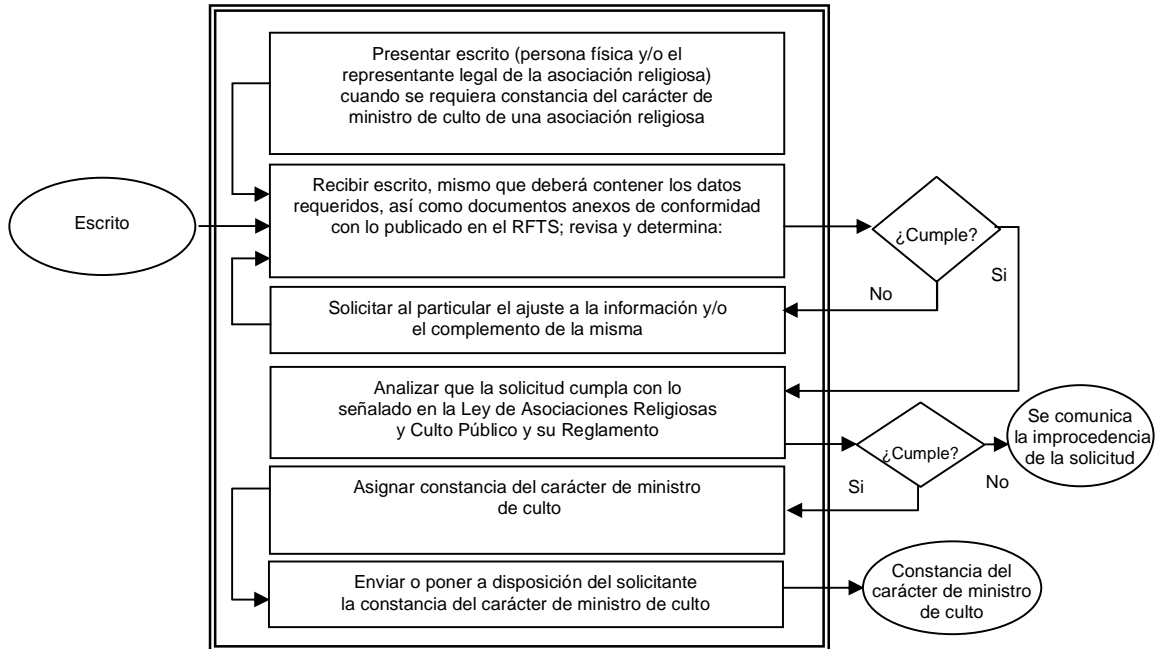 Presentar escrito (persona física y/o el
representante legal de la asociación religiosa)
cuando se requiera constancia del carácter de
ministro de culto de una asociación religiosa
Escrito
Recibir escrito, mismo que deberá contener los datos
requeridos, así como documentos anexos de conformidad
con lo publicado en el RFTS; revisa y determina:
¿Cumple?
Si
No
Solicitar al particular el ajuste a la información y/o
el complemento de la misma
Analizar que la solicitud cumpla con lo
señalado en la Ley de Asociaciones Religiosas
y Culto Público y su Reglamento
¿Cumple?
Se comunica
la improcedencia
de la solicitud
Si
No
Asignar constancia del carácter de ministro
de culto
Enviar o poner a disposición del solicitante
la constancia del carácter de ministro de culto
Constancia del
carácter de ministro
de culto